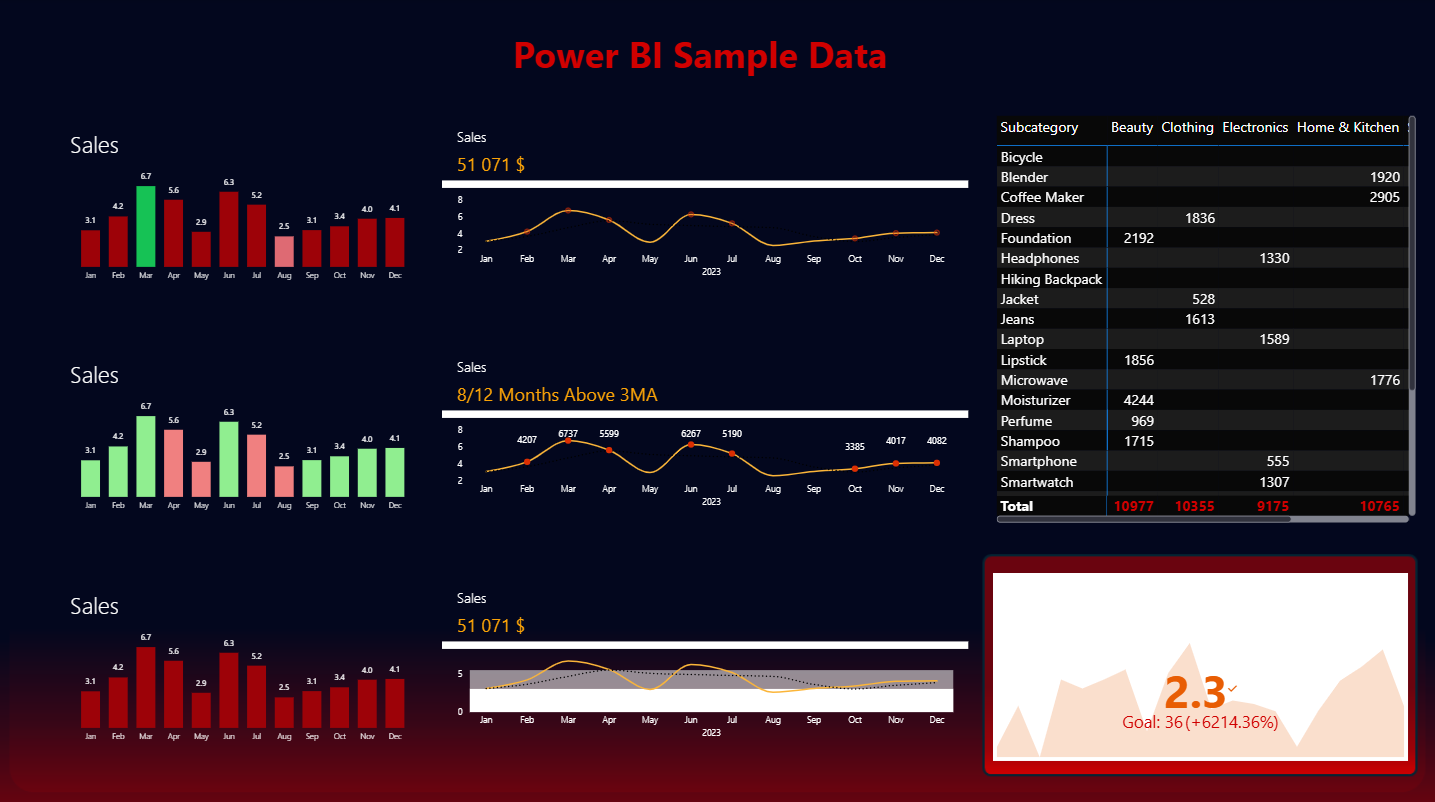 Power BI Sample Data
Sales
6.7
6.3
5.6
5.2
4.2
4.0
4.1
3.1
2.9
2.5
3.1
3.4
Jan Feb Mar Apr May Jun Jul Aug Sep Oct Nov Dec
Sales
51 071 $
8
6
4
2
Jan Feb Mar Apr May Jun Jul Aug Sep Oct Nov Dec
2023
Subcategory Beauty Clothing Electronics Home & Kitchen
Bicycle
Blender 1920
Coffee Maker 2905
Dress 1836
Foundation 2192
Headphones 1330
Hiking Backpack
Jacket 528
Jeans 1613
Laptop 1589
Lipstick 1856
Microwave 1776
Moisturizer 4244
Perfume 969
Shampoo 1715
Smartphone 555
Smartwatch 1307
Total 10977 10355 9175 10765
Sales
6.7
6.3
5.6
5.2
4.2
4.0
4.1
3.1
2.9
2.5
3.1
3.4
Jan Feb Mar Apr May Jun Jul Aug Sep Oct Nov Dec
Sales
8/12 Months Above 3MA
8
6
4
2
4207 6737 5599 6267 5190 3385 4017 4082
Jan Feb Mar Apr May Jun Jul Aug Sep Oct Nov Dec
2023
Sales
6.7
6.3
5.6
5.2
4.2
4.0
4.1
3.1
2.9
2.5
3.1
3.4
Jan Feb Mar Apr May Jun Jul Aug Sep Oct Nov Dec
Sales
51 071 $
5
0
Jan Feb Mar Apr May Jun Jul Aug Sep Oct Nov Dec
2023
2.3
Goal: 36 (+6214.36%)